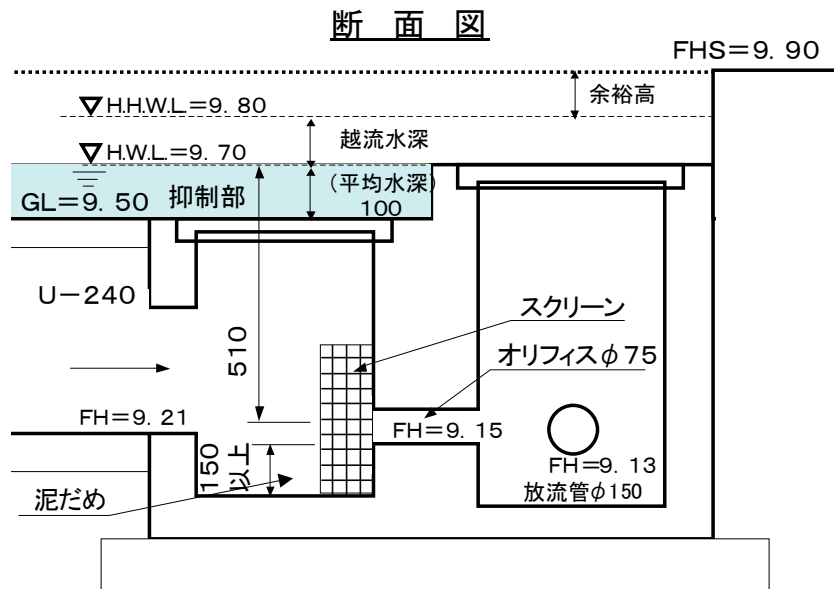 断 面 図
FHS＝9. 90
余裕高
H.H.W.L.＝9. 80
越流水深
H.W.L.＝9. 70
(平均水深)
100
GL＝9. 50
抑制部
U－240
スクリーン
510
オリフィスφ75
FH＝9. 21
FH＝9. 15
150
以上
FH＝9. 13
放流管φ150
泥だめ